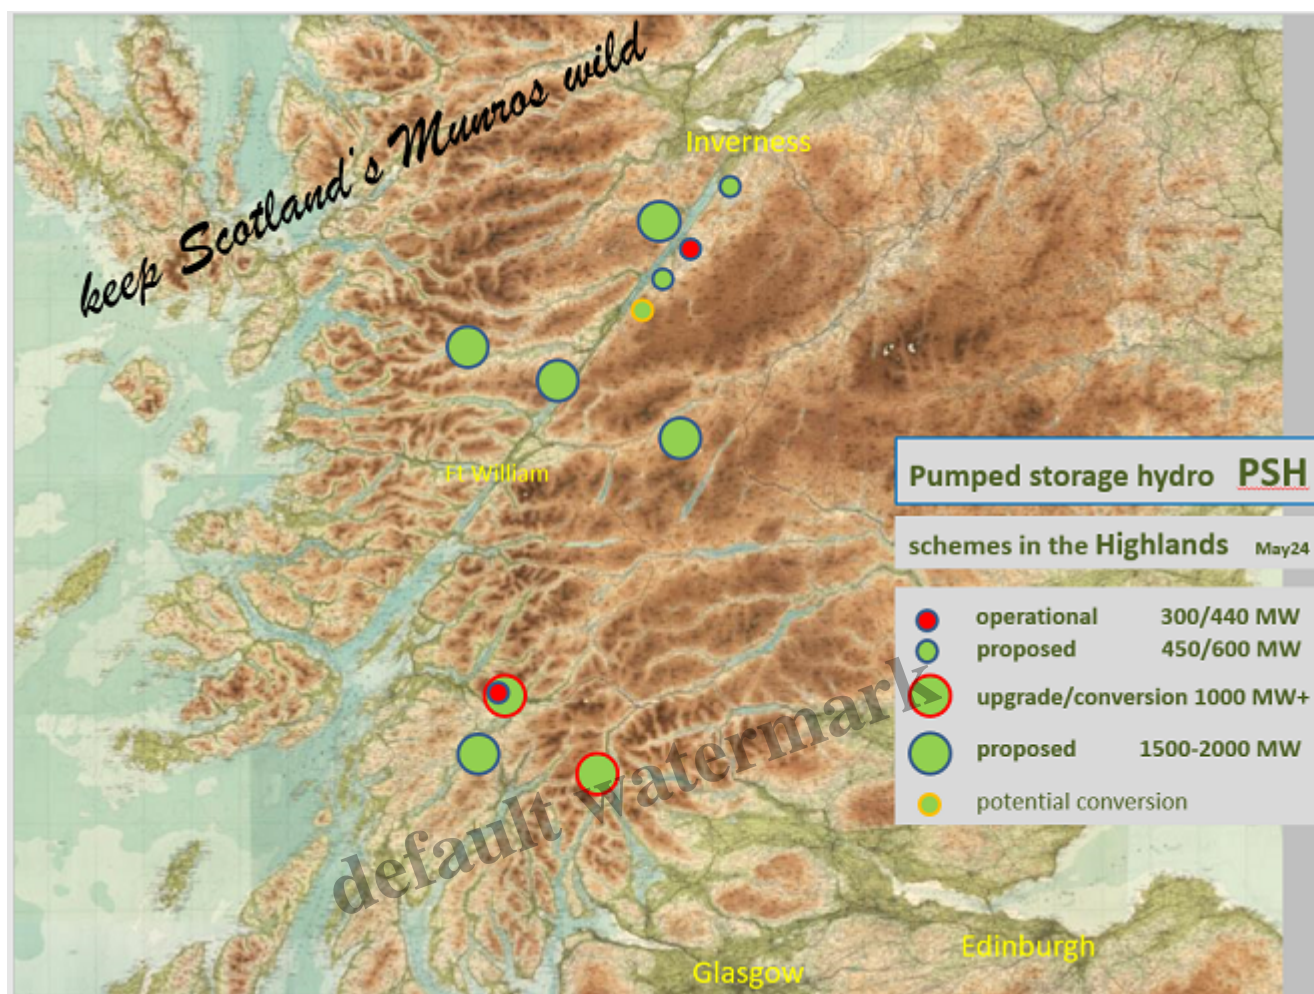 keep Scotland's Munros wild
Inverness
Ft William
Pumped storage hydro PSH
schemes in the Highlands May24
operational 300/440 MW
proposed 450/600 MW
upgrade/conversion 1000 MW+
proposed 1500-2000 MW
potential conversion
default watermark
Edinburgh
Glasgow